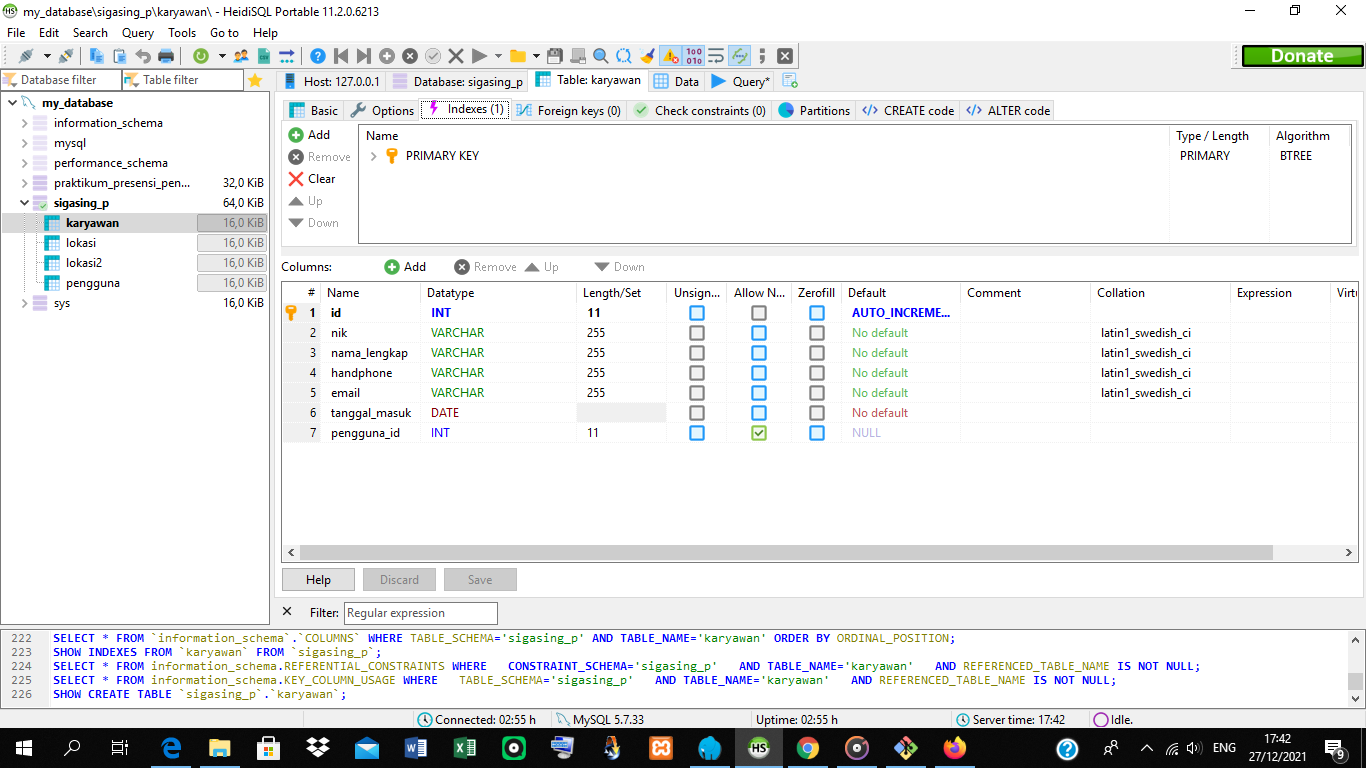 my_database\sigasing_p\karyawan\ - HeidiSQL Portable 11.2.0.6213
File Edit Search Query Tools Go to Help
Donate
Database filter Table filter
Host: 127.0.0.1 Database: sigasing_p Table: karyawan Data Query*
my_database
information_schema
mysql
performance_schema
praktikum_presensi_pen... 32,0 KiB
sigasing_p 64,0 KiB
karyawan 16,0 KiB
lokasi 16,0 KiB
lokasi2 16,0 KiB
pengguna 16,0 KiB
sys 16,0 KiB
Basic Options Indexes (1) Foreign keys (0) Check constraints (0) Partitions CREATE code ALTER code
Add
Remove
Clear
Up
Down
Name Type / Length Algorithm
PRIMARY KEY PRIMARY BTREE
Columns: Add Remove Up Down
# Name Datatype Length/Set Unsign... Allow N... Zerofill Default Comment Collation Expression Virtu
1 id INT 11 AUTO_INCREME...
2 nik VARCHAR 255 No default latin1_swedish_ci
3 nama_lengkap VARCHAR 255 No default latin1_swedish_ci
4 handphone VARCHAR 255 No default latin1_swedish_ci
5 email VARCHAR 255 No default latin1_swedish_ci
6 tanggal_masuk DATE No default
7 pengguna_id INT 11 NULL
Help Discard Save
Filter: Regular expression
222 SELECT * FROM `information_schema`.`COLUMNS` WHERE TABLE_SCHEMA='sigasing_p' AND TABLE_NAME='karyawan' ORDER BY ORDINAL_POSITION;
223 SHOW INDEXES FROM `karyawan` FROM `sigasing_p`;
224 SELECT * FROM information_schema.REFERENTIAL_CONSTRAINTS WHERE CONSTRAINT_SCHEMA='sigasing_p' AND TABLE_NAME='karyawan' AND REFERENCED_TABLE_NAME IS NOT NULL;
225 SELECT * FROM information_schema.KEY_COLUMN_USAGE WHERE TABLE_SCHEMA='sigasing_p' AND TABLE_NAME='karyawan' AND REFERENCED_TABLE_NAME IS NOT NULL;
226 SHOW CREATE TABLE `sigasing_p`.`karyawan`;
Connected: 02:55 h MySQL 5.7.33 Uptime: 02:55 h Server time: 17:42 Idle.
HS
ENG
17:42
27/12/2021
9